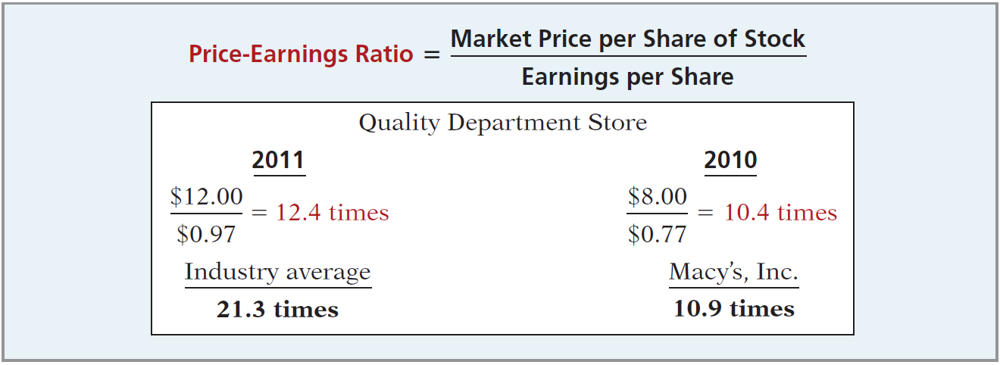 Price-Earnings Ratio = Market Price per Share of Stock
Earnings per Share
Quality Department Store
2011 2010
$12.00 $8.00
= 12.4 times = 10.4 times
$0.97 $0.77
Industry average Macy's, Inc.
21.3 times 10.9 times